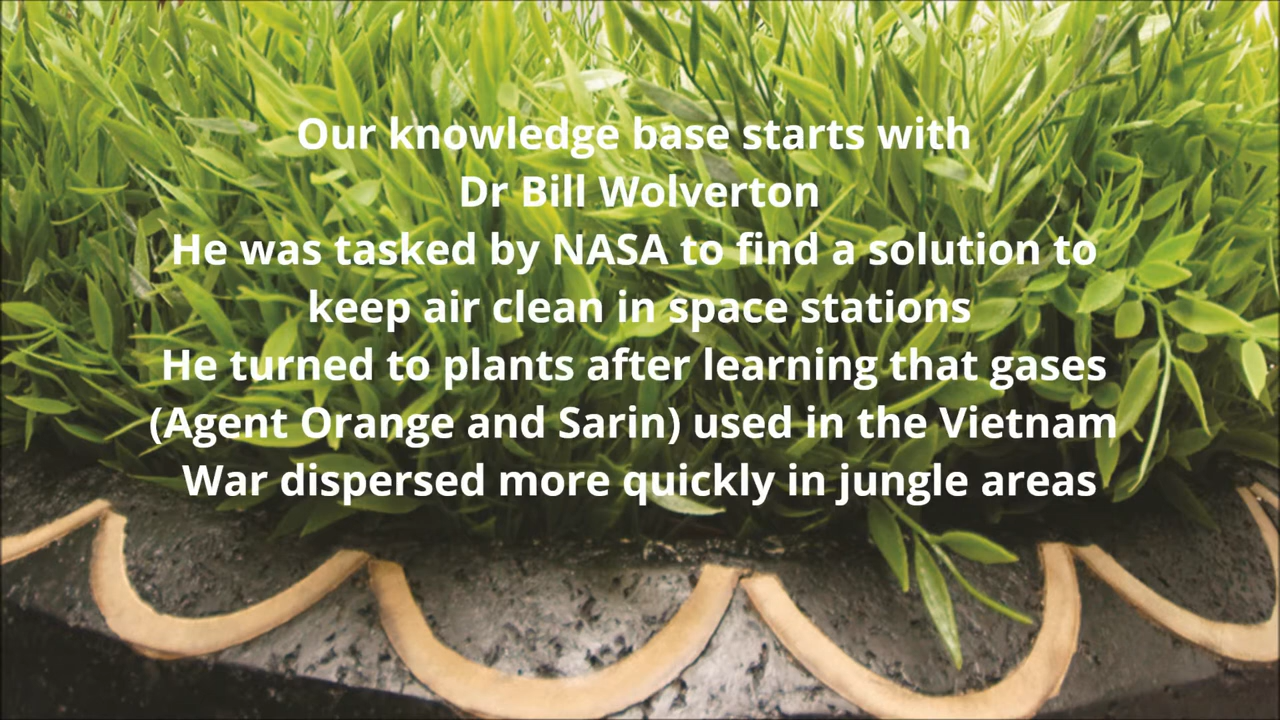 Our knowledge base starts with
Dr Bill Wolverton
He was tasked by NASA to find a solution to
keep air clean in space stations
He turned to plants after learning that gases
(Agent Orange and Sarin) used in the Vietnam
War dispersed more quickly in jungle areas